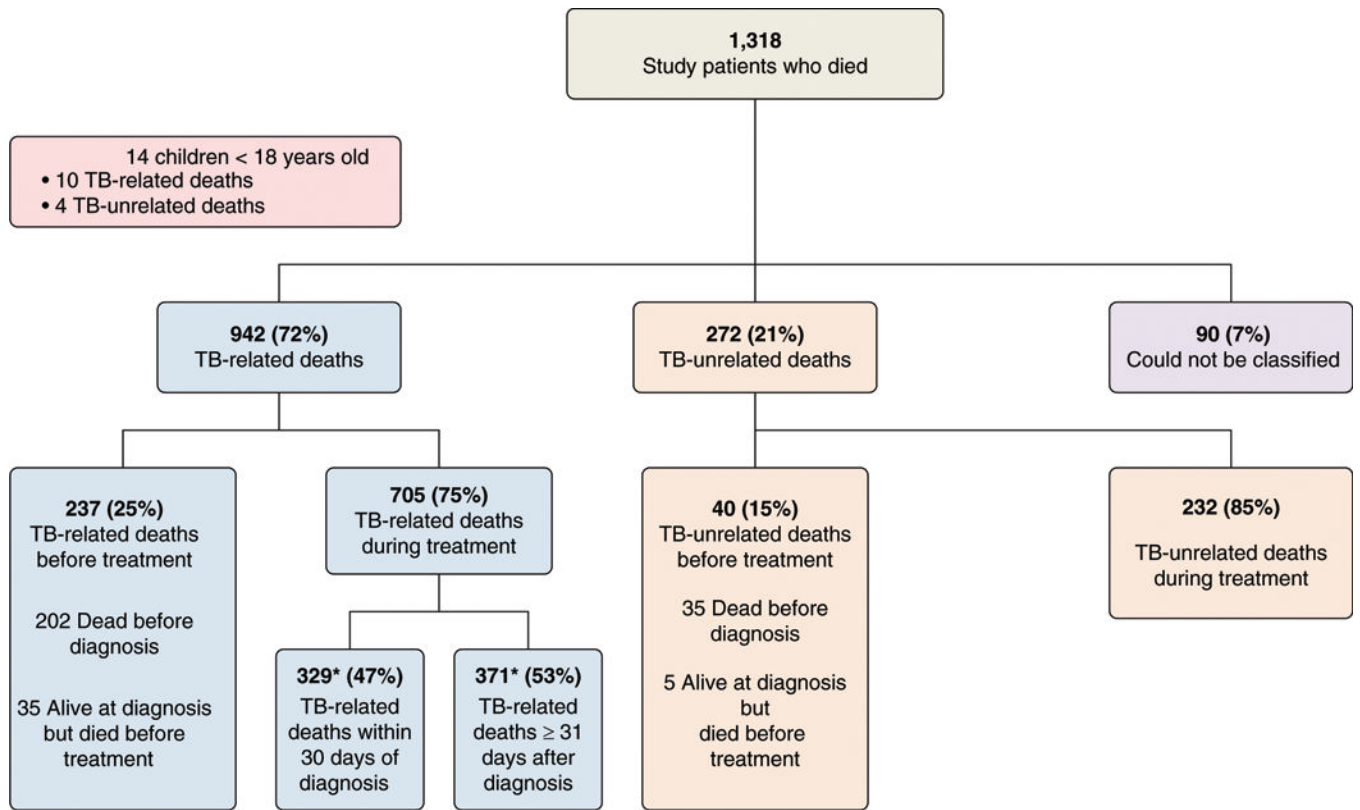 1,318
Study patients who died
14 children < 18 years old
• 10 TB-related deaths
• 4 TB-unrelated deaths
942 (72%)
TB-related deaths
272 (21%)
TB-unrelated deaths
90 (7%)
Could not be classified
237 (25%)
TB-related deaths
before treatment
202 Dead before
diagnosis
35 Alive at diagnosis
but died before
treatment
705 (75%)
TB-related deaths
during treatment
329* (47%)
TB-related
deaths within
30 days of
diagnosis
371* (53%)
TB-related
deaths ≥ 31
days after
diagnosis
40 (15%)
TB-unrelated deaths
before treatment
35 Dead before
diagnosis
5 Alive at diagnosis
but
died before
treatment
232 (85%)
TB-unrelated deaths
during treatment